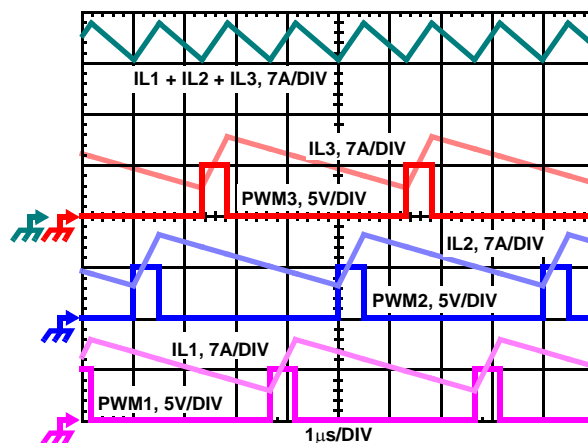 IL1 + IL2 + IL3, 7A/DIV
IL3, 7A/DIV
PWM3, 5V/DIV
IL2, 7A/DIV
PWM2, 5V/DIV
IL1, 7A/DIV
PWM1, 5V/DIV
1μs/DIV